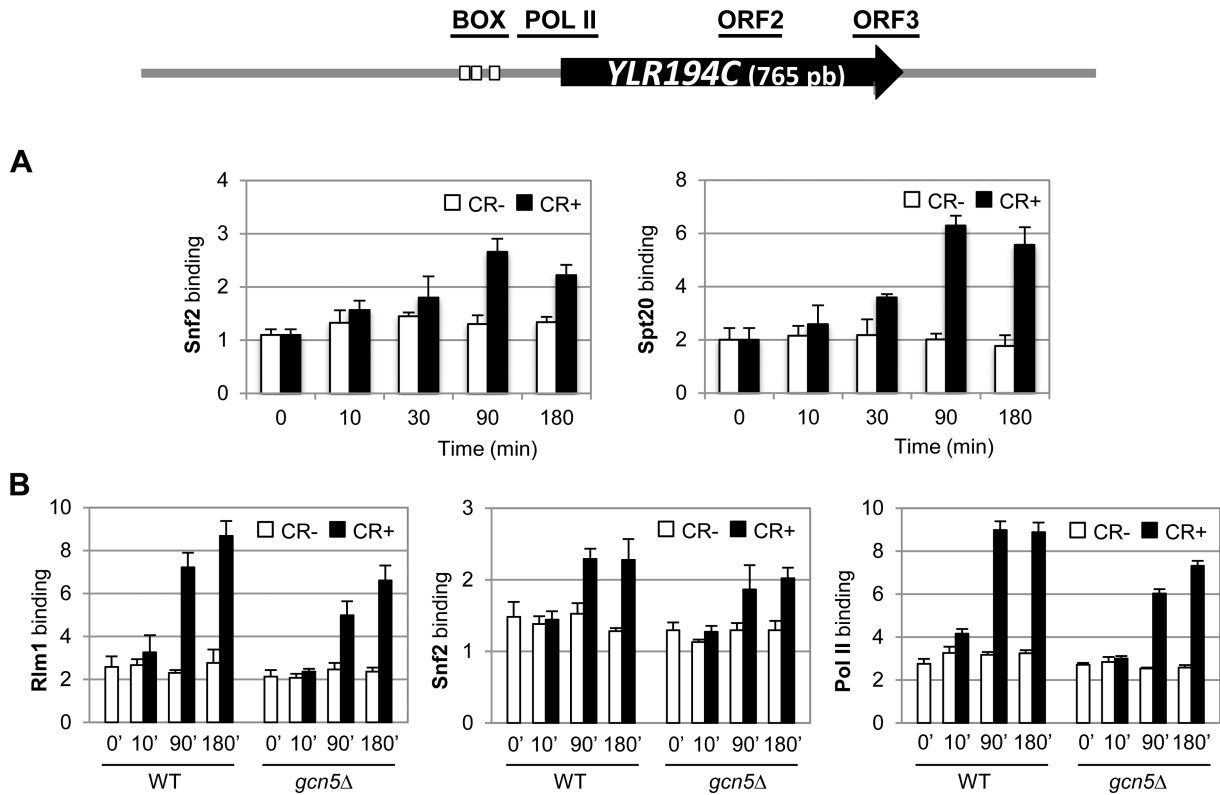 BOX POL II ORF2 ORF3
YLR194C (765 pb)
A
Snf2 binding
5
4
3
2
1
0
CR- CR+
0 10 30 90 180
Time (min)
Spt20 binding
8
6
4
2
0
CR- CR+
0 10 30 90 180
Time (min)
B
Rlm1 binding
10
8
6
4
2
0
CR- CR+
0' 10' 90' 180' 0' 10' 90' 180'
WT gcn5Δ
Snf2 binding
3
2
1
0
CR- CR+
0' 10' 90' 180' 0' 10' 90' 180'
WT gcn5Δ
Pol II binding
10
8
6
4
2
0
CR- CR+
0' 10' 90' 180' 0' 10' 90' 180'
WT gcn5Δ